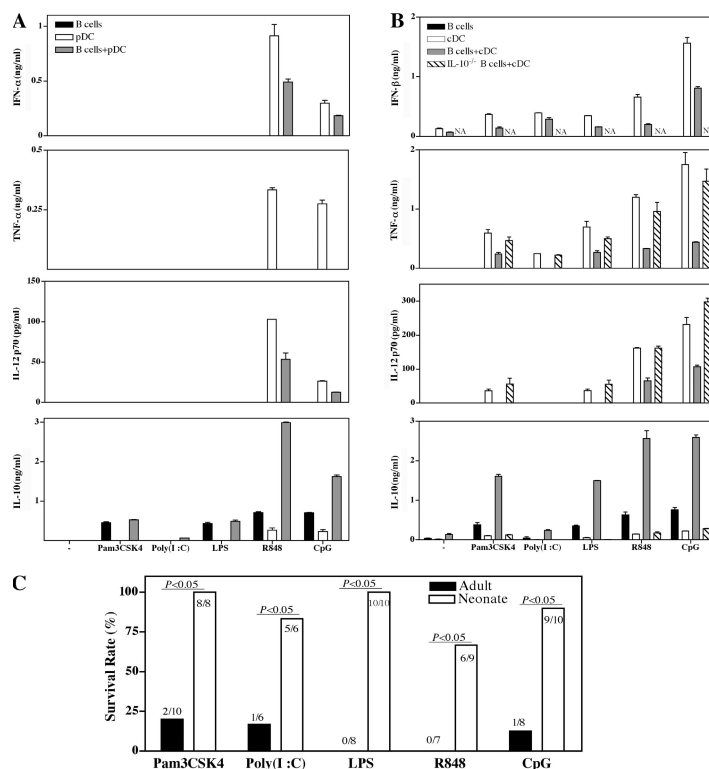 A
B cells
pDC
B cells+pDC
IFN-α(ng/ml)
1
0.5
0
TNF-α(ng/ml)
0.5
0.25
IL-12 p70 (pg/ml)
150
100
50
0
IL-10(ng/ml)
3
2
1
- Pam3CSK4 Poly(I :C) LPS R848 CpG
B
B cells
cDC
B cells+cDC
IL-10-/- B cells+cDC
IFN-β(ng/ml)
2
1
0
NA NA NA NA NA N
TNF-α(ng/ml)
2
1
0
IL-12 p70 (pg/ml)
300
200
100
0
IL-10(ng/ml)
3
2
1
0
- Pam3CSK4 Poly(I :C) LPS R848 CpG
C
Adult
Neonate
Survival Rate (%)
100
75
50
25
P<0.05 P<0.05 P<0.05 P<0.05 P<0.05
2/10 8/8 1/6 5/6 0/8 10/10 0/7 6/9 1/8 9/10
Pam3CSK4 Poly(I :C) LPS R848 CpG